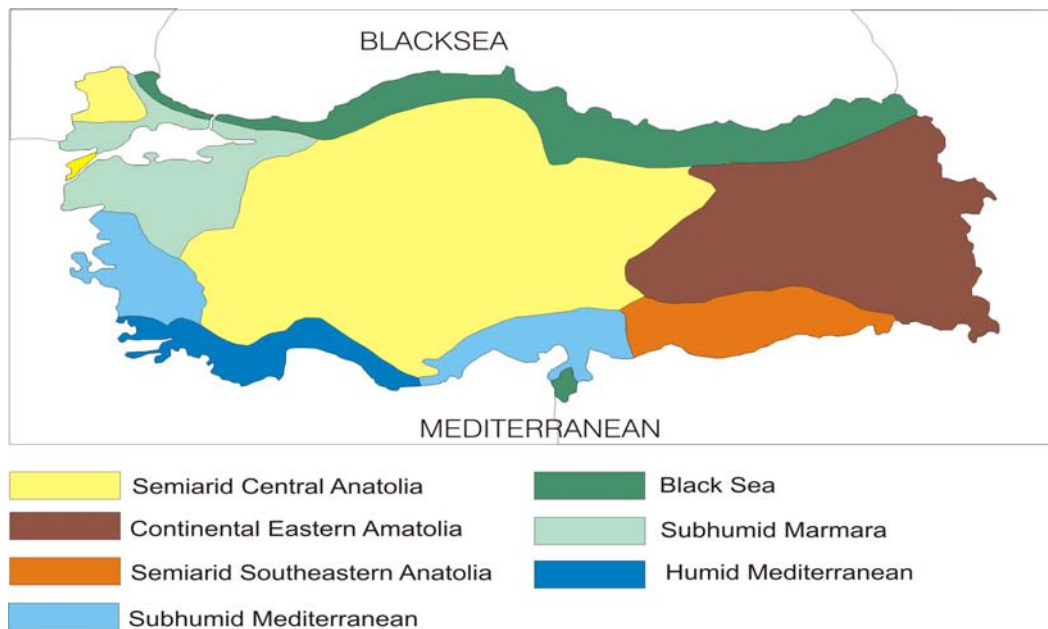 BLACKSEA
MEDITERRANEAN
Semiarid Central Anatolia
Continental Eastern Amatolia
Semiarid Southeastern Anatolia
Subhumid Mediterranean
Black Sea
Subhumid Marmara
Humid Mediterranean